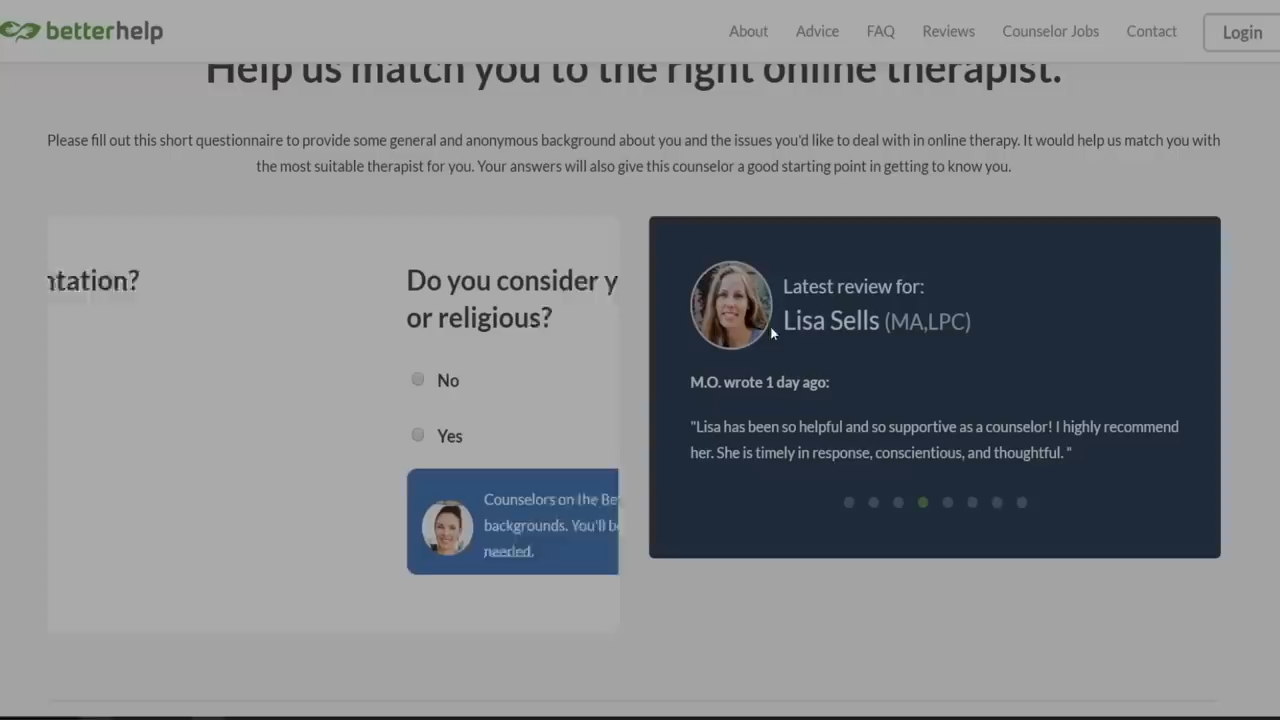 betterhelp
About Advice FAQ Reviews Counselor Jobs Contact Login
Help us match you to the right online therapist.
Please fill out this short questionnaire to provide some general and anonymous background about you and the issues you'd like to deal with in online therapy. It would help us match you with
the most suitable therapist for you. Your answers will also give this counselor a good starting point in getting to know you.
ntation?
Do you consider y
or religious?
No
Yes
Counselors on the Be
backgrounds. You'll b
needed.
Latest review for:
Lisa Sells (MA,LPC)
M.O. wrote 1 day ago:
"Lisa has been so helpful and so supportive as a counselor! I highly recommend
her. She is timely in response, conscientious, and thoughtful. "